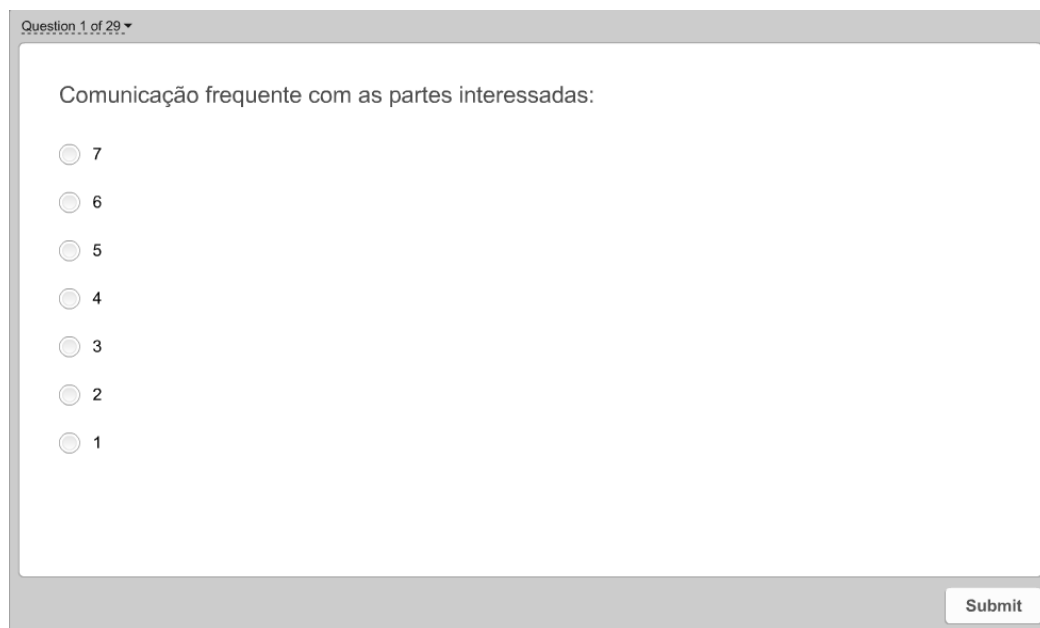 Question 1 of 29
Comunicação frequente com as partes interessadas:
7
6
5
4
3
2
1
Submit